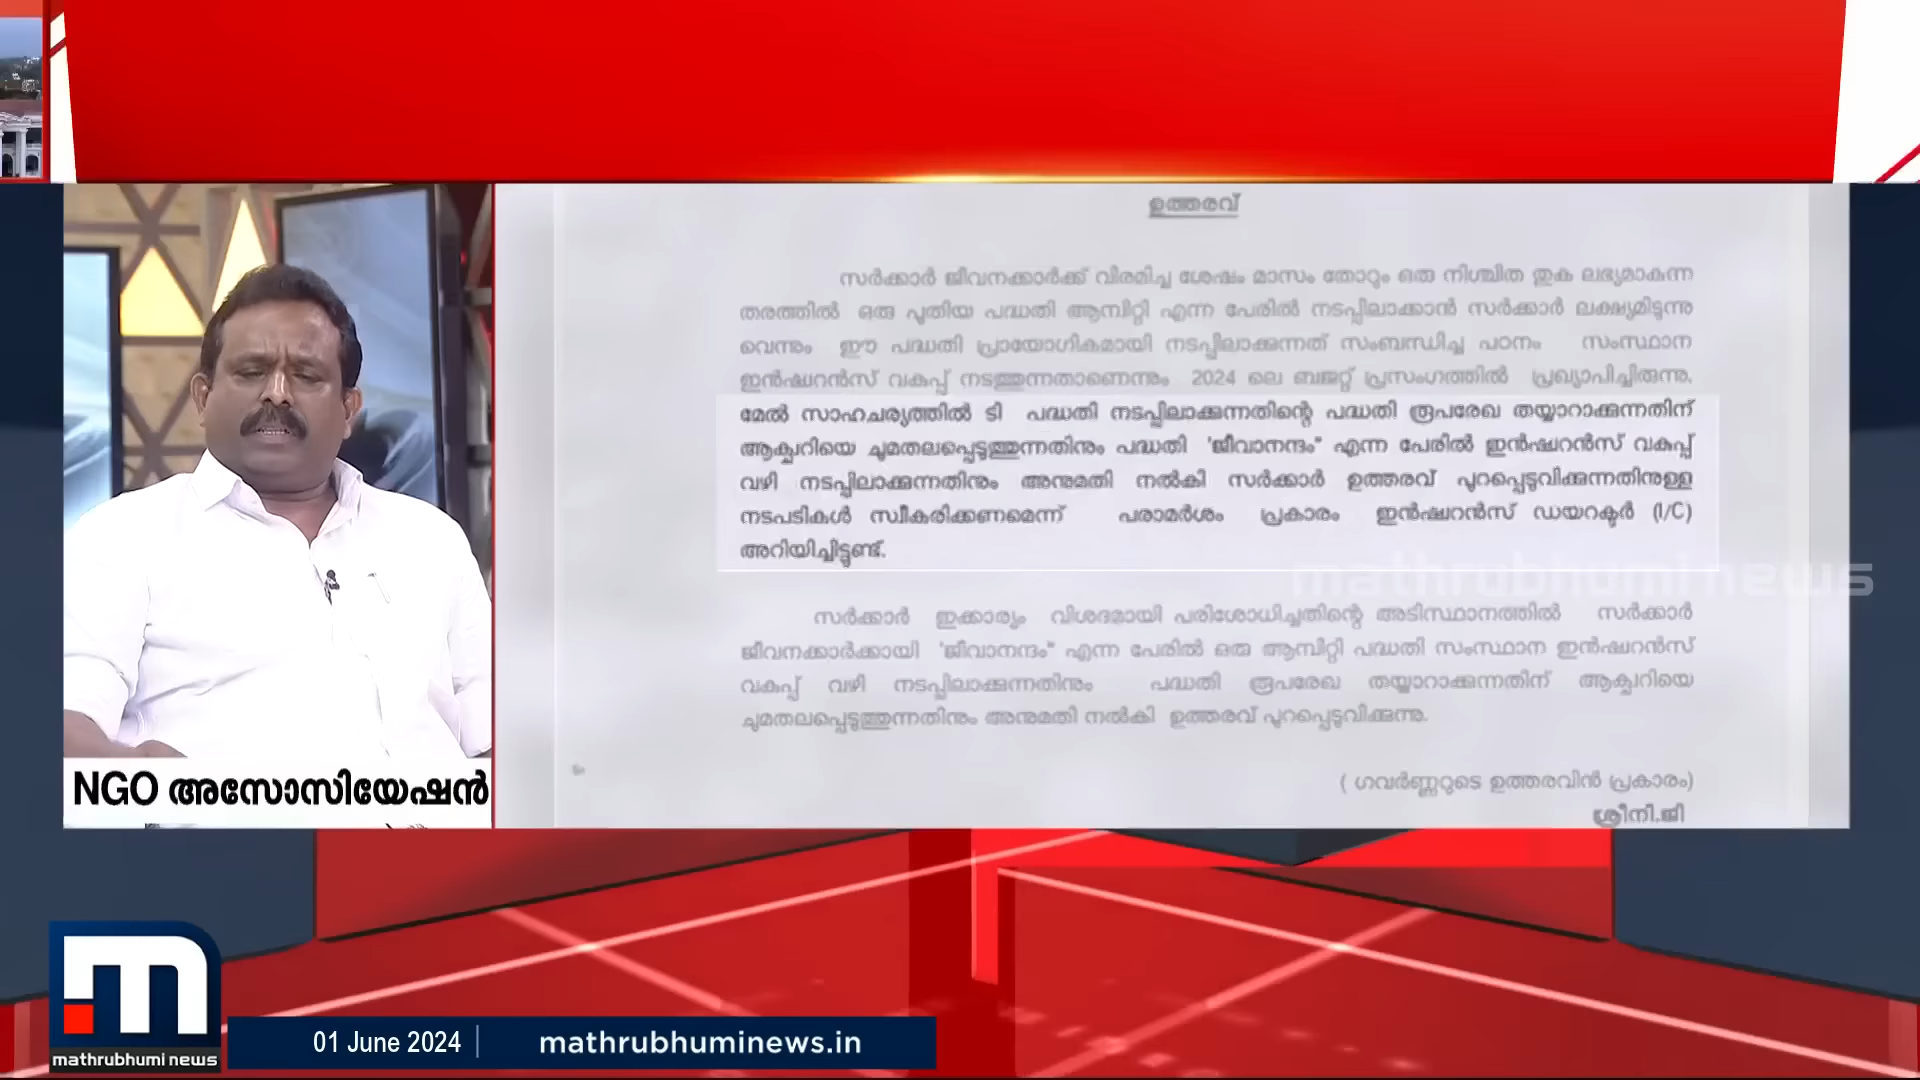 ഉത്തരവ്
സർക്കാർ ജീവനക്കാർക്ക് വിരമിച്ച ശേഷം മാസം തോറും ഒരു നിശ്ചിത തുക ലഭ്യമാകുന്ന
തരത്തിൽ ഒരു പുതിയ പദ്ധതി ആന്വിറ്റി എന്ന പേരിൽ നടപ്പിലാക്കാൻ സർക്കാർ ലക്ഷ്യമിടുന്നു
വെന്നും ഈ പദ്ധതി പ്രായോഗികമായി നടപ്പിലാക്കുന്നത് സംബന്ധിച്ച പഠനം സംസ്ഥാന
ഇൻഷ്വറൻസ് വകുപ്പ് നടത്തുന്നതാണെന്നും 2024 ലെ ബജറ്റ് പ്രസംഗത്തിൽ പ്രഖ്യാപിച്ചിരുന്നു.
മേൽ സാഹചര്യത്തിൽ ടി പദ്ധതി നടപ്പിലാക്കുന്നതിന്റെ പദ്ധതി രൂപരേഖ തയ്യാറാക്കുന്നതിന്
ആക്ച്വറിയെ ചുമതലപ്പെടുത്തുന്നതിനും പദ്ധതി 'ജീവാനന്ദം" എന്ന പേരിൽ ഇൻഷ്വറൻസ് വകുപ്പ്
വഴി നടപ്പിലാക്കുന്നതിനും അനുമതി നൽകി സർക്കാർ ഉത്തരവ് പുറപ്പെടുവിക്കുന്നതിനുള്ള
നടപടികൾ സ്വീകരിക്കണമെന്ന് പരാമർശം പ്രകാരം ഇൻഷ്വറൻസ് ഡയറക്ടർ (I/C)
അറിയിച്ചിട്ടുണ്ട്.
സർക്കാർ ഇക്കാര്യം വിശദമായി പരിശോധിച്ചതിന്റെ അടിസ്ഥാനത്തിൽ സർക്കാർ
ജീവനക്കാർക്കായി 'ജീവാനന്ദം" എന്ന പേരിൽ ഒരു ആന്വിറ്റി പദ്ധതി സംസ്ഥാന ഇൻഷ്വറൻസ്
വകുപ്പ് വഴി നടപ്പിലാക്കുന്നതിനും പദ്ധതി രൂപരേഖ തയ്യാറാക്കുന്നതിന് ആക്ച്വറിയെ
ചുമതലപ്പെടുത്തുന്നതിനും അനുമതി നൽകി ഉത്തരവ് പുറപ്പെടുവിക്കുന്നു.
( ഗവർണ്ണറുടെ ഉത്തരവിൻ പ്രകാരം)
ശ്രീനി.ജി
mathrubhumi news
NGO അസോസിയേഷൻ
mathrubhumi news
01 June 2024
mathrubhuminews.in